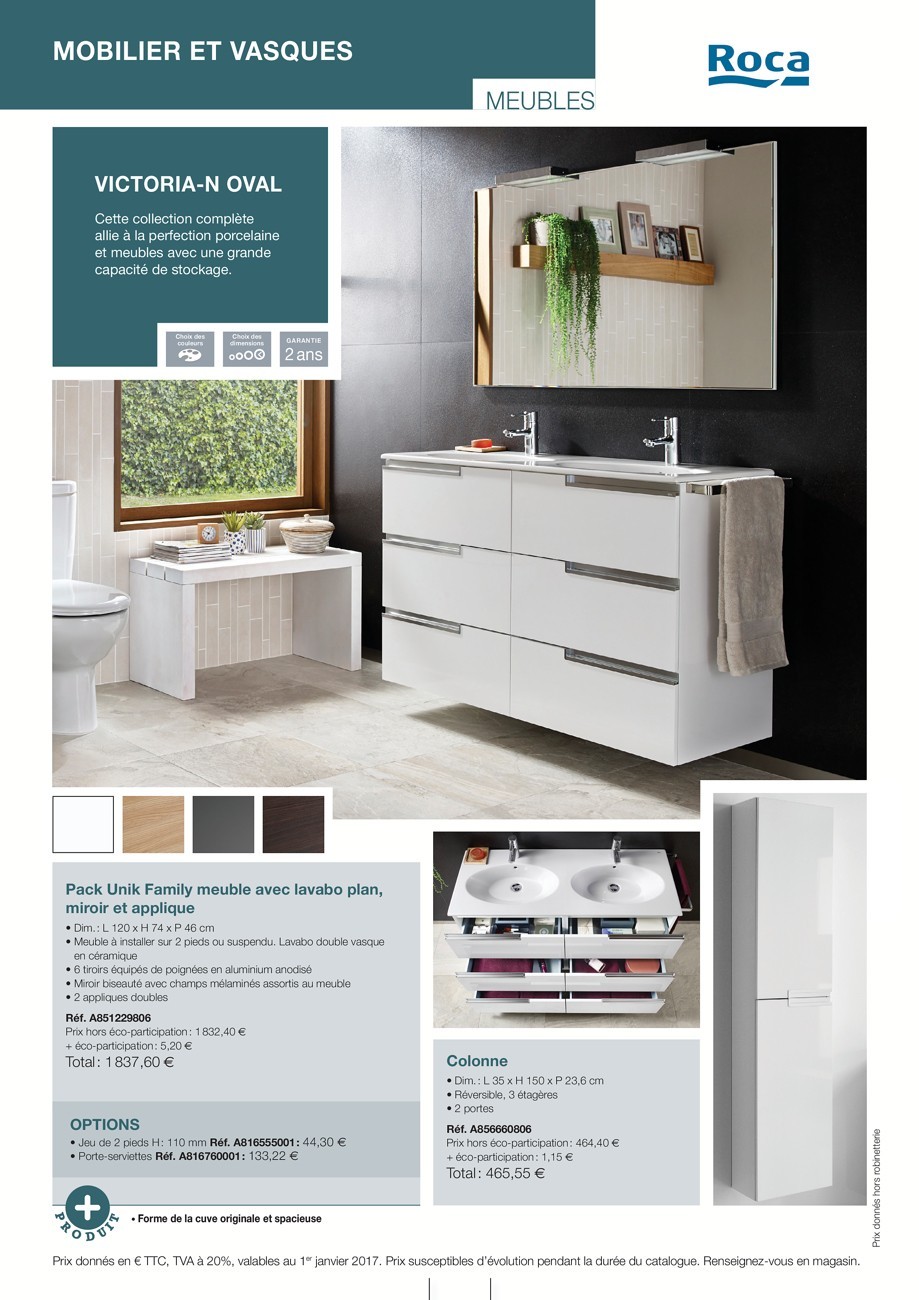 MOBILIER ET VASQUES
Roca
MEUBLES
VICTORIA-N OVAL
Cette collection complète
allie à la perfection porcelaine
et meubles avec une grande
capacité de stockage.
Choix des
couleurs
Choix des
dimensions
GARANTIE
2 ans
Pack Unik Family meuble avec lavabo plan,
miroir et applique
• Dim. : L 120 x H 74 x P 46 cm
• Meuble à installer sur 2 pieds ou suspendu. Lavabo double vasque
en céramique
• 6 tiroirs équipés de poignées en aluminium anodisé
• Miroir biseauté avec champs mélaminés assortis au meuble
• 2 appliques doubles
Réf. A851229806
Prix hors éco-participation : 1 832,40 €
+ éco-participation : 5,20 €
Total : 1 837,60 €
OPTIONS
• Jeu de 2 pieds H : 110 mm Réf. A816555001 : 44,30 €
• Porte-serviettes Réf. A816760001 : 133,22 €
+
PRODUIT
• Forme de la cuve originale et spacieuse
Colonne
• Dim. : L 35 x H 150 x P 23,6 cm
• Réversible, 3 étagères
• 2 portes
Réf. A856660806
Prix hors éco-participation : 464,40 €
+ éco-participation : 1,15 €
Total : 465,55 €
Prix donnés hors robinetterie
Prix donnés en € TTC, TVA à 20%, valables au 1er janvier 2017. Prix susceptibles d'évolution pendant la durée du catalogue. Renseignez-vous en magasin.